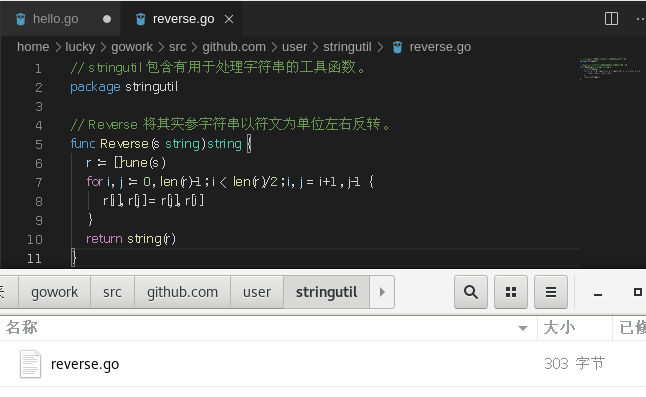 hello.go reverse.go
home > lucky > gowork > src > github.com > user > stringutil > reverse.go
1 // stringutil 包含有用于处理字符串的工具函数。
2 package stringutil
3
4 // Reverse 将其实参字符串以符文为单位左右反转。
5 func Reverse(s string)string {
6 r := []rune(s)
7 for i, j := 0, len(r)-1; i < len(r)/2; i, j = i+1, j-1 {
8 r[i], r[j] = r[j], r[i]
9 }
10 return string(r)
11 }
gowork src github.com user stringutil
名称 大小
reverse.go 303 字节